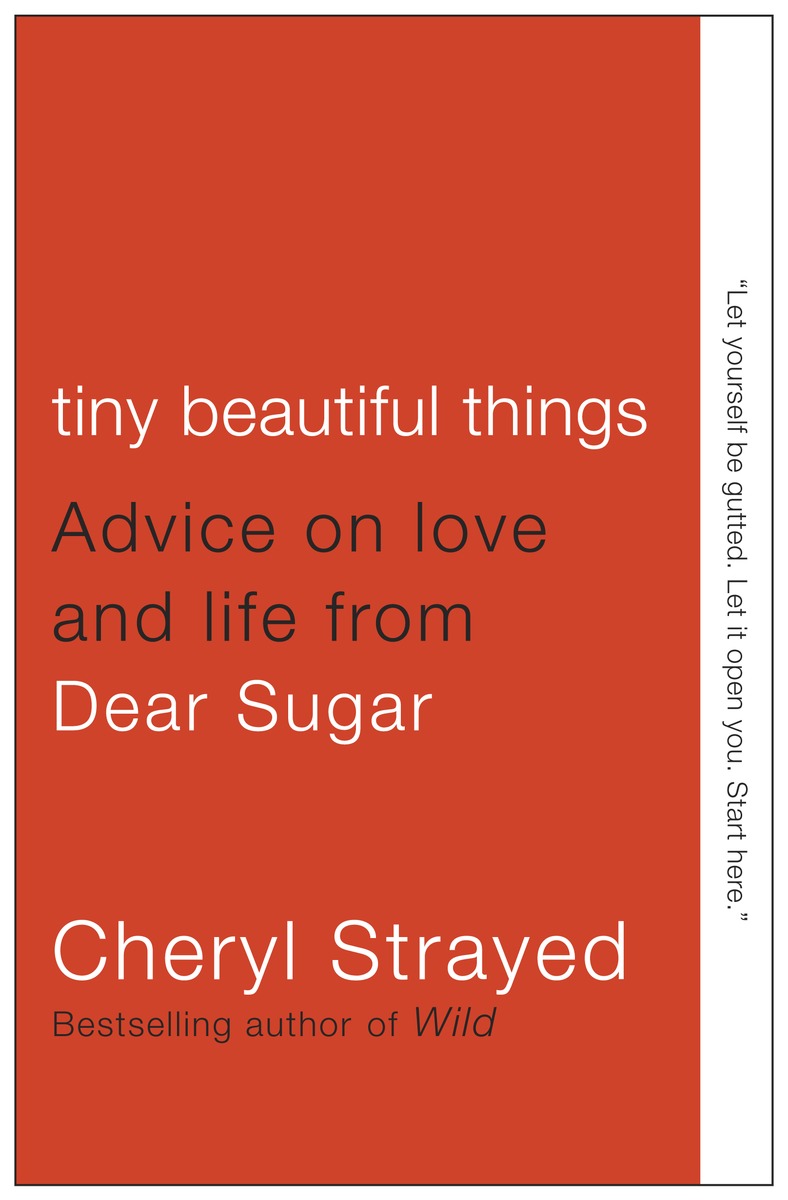 tiny beautiful things
Advice on love
and life from
Dear Sugar
Cheryl Strayed
Bestselling author of Wild
“Let yourself be gutted. Let it open you. Start here.”